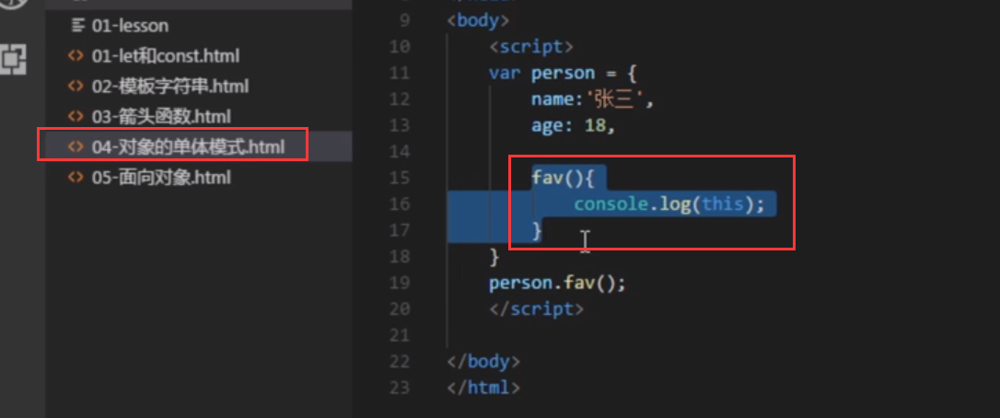 01-lesson
01-let和const.html
02-模板字符串.html
03-箭头函数.html
04-对象的单体模式.html
05-面向对象.html
9 <body>
10 <script>
11 var person = {
12 name:'张三',
13 age: 18,
14
15 fav(){
16 console.log(this);
17 }
18 }
19 person.fav();
20 </script>
21
22 </body>
23 </html>